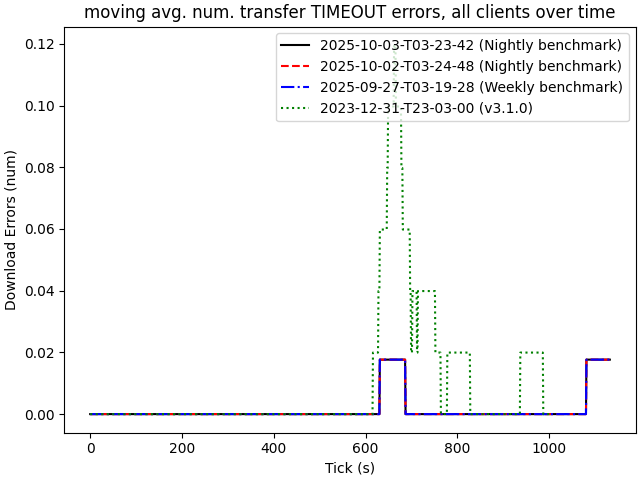 moving avg. num. transfer TIMEOUT errors, all clients over time
2025-10-03-T03-23-42 (Nightly benchmark)
2025-10-02-T03-24-48 (Nightly benchmark)
2025-09-27-T03-19-28 (Weekly benchmark)
2023-12-31-T23-03-00 (v3.1.0)
Download Errors (num)
0.12
0.10
0.08
0.06
0.04
0.02
0.00
0 200 400 600 800 1000
Tick (s)